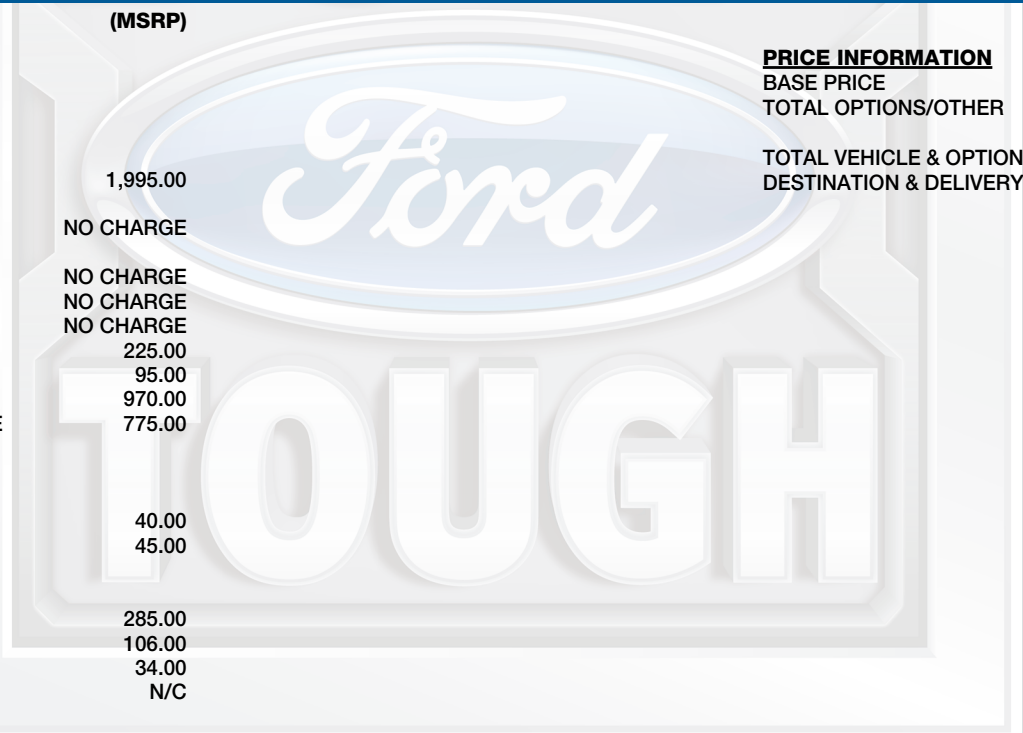 (MSRP)
1,995.00
NO CHARGE
NO CHARGE
NO CHARGE
NO CHARGE
225.00
95.00
970.00
775.00
40.00
45.00
285.00
106.00
34.00
N/C
PRICE INFORMATION
BASE PRICE
TOTAL OPTIONS/OTHER
TOTAL VEHICLE & OPTION
DESTINATION & DELIVERY
Ford
TOUGH